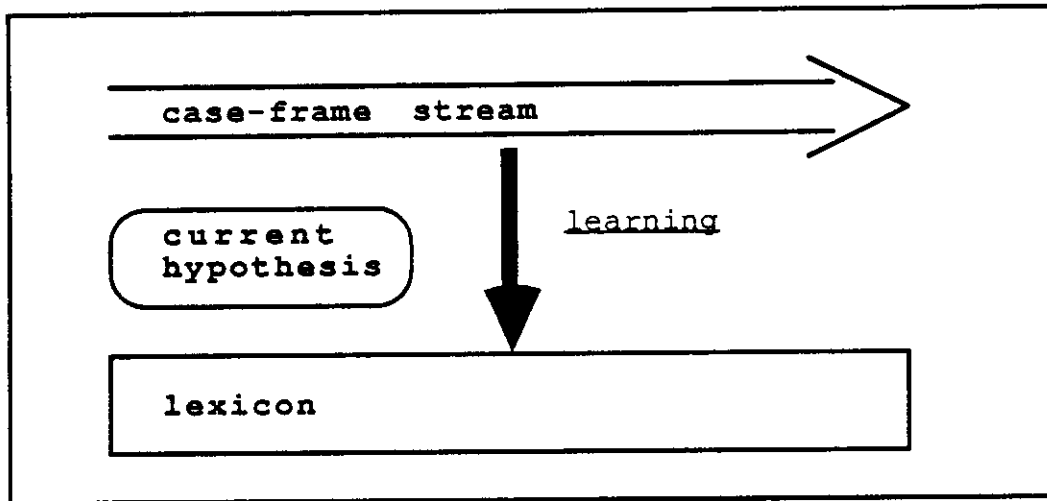 case-frame stream
learning
current
hypothesis
lexicon